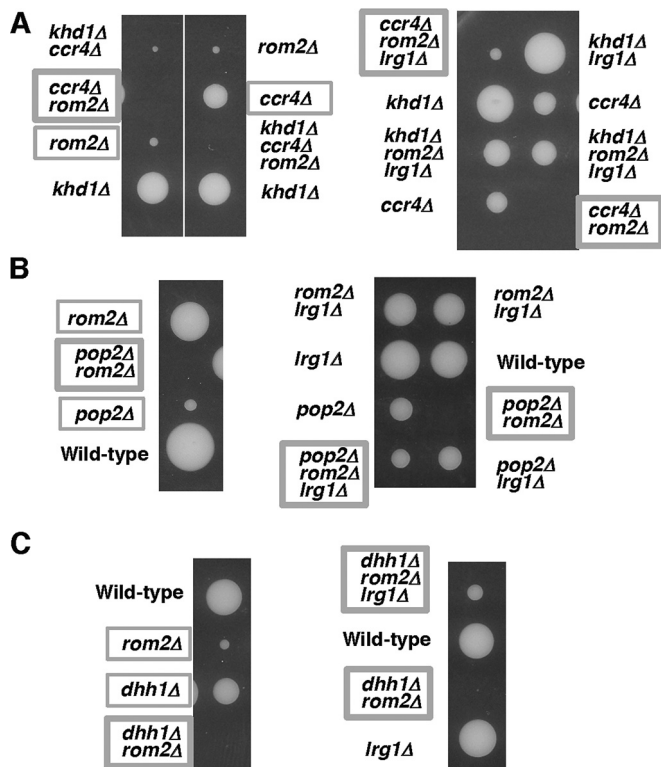 A
khd1Δ
ccr4Δ
ccr4Δ
rom2Δ
rom2Δ
khd1Δ
rom2Δ
ccr4Δ
khd1Δ
ccr4Δ
rom2Δ
khd1Δ
ccr4Δ
rom2Δ
lrg1Δ
khd1Δ
khd1Δ
rom2Δ
lrg1Δ
ccr4Δ
khd1Δ
lrg1Δ
ccr4Δ
khd1Δ
rom2Δ
lrg1Δ
ccr4Δ
rom2Δ
B
rom2Δ
pop2Δ
rom2Δ
pop2Δ
Wild-type
rom2Δ
lrg1Δ
lrg1Δ
pop2Δ
pop2Δ
rom2Δ
lrg1Δ
rom2Δ
lrg1Δ
Wild-type
pop2Δ
rom2Δ
pop2Δ
lrg1Δ
C
Wild-type
rom2Δ
dhh1Δ
dhh1Δ
rom2Δ
dhh1Δ
rom2Δ
lrg1Δ
Wild-type
dhh1Δ
rom2Δ
lrg1Δ